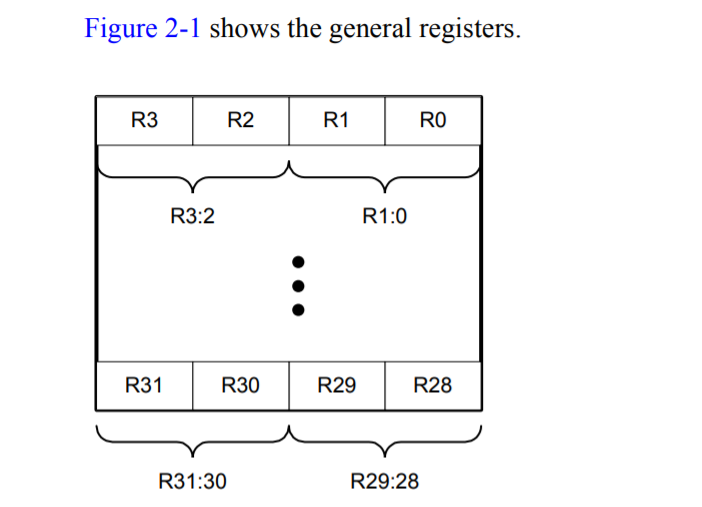 Figure 2-1 shows the general registers.
R3 R2 R1 R0
R3:2 R1:0
R31 R30 R29 R28
R31:30 R29:28